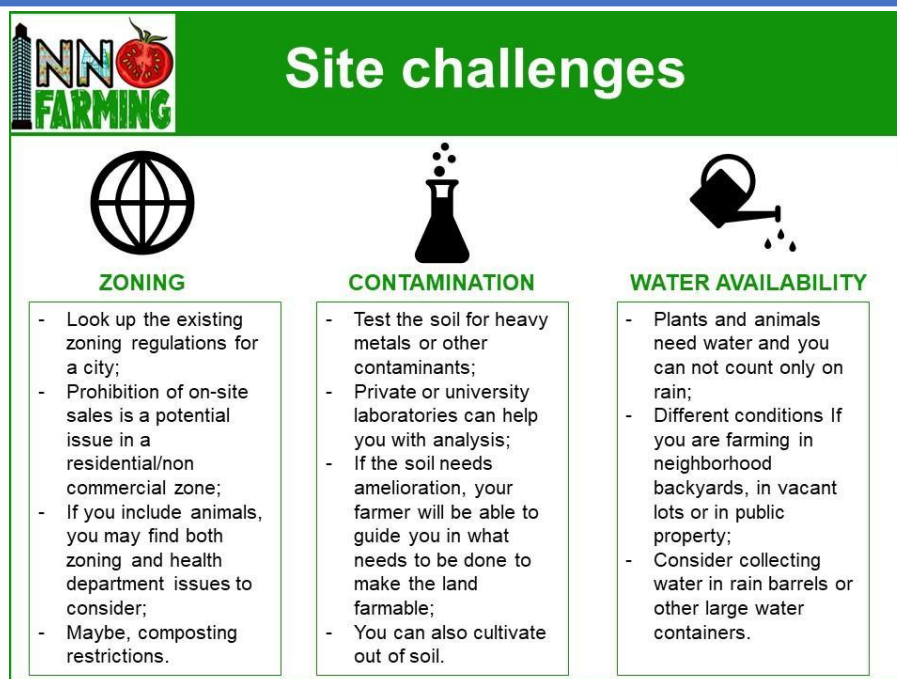 INNO
FARMING
Site challenges
ZONING
- Look up the existing
zoning regulations for
a city;
- Prohibition of on-site
sales is a potential
issue in a
residential/non
commercial zone;
- If you include animals,
you may find both
zoning and health
department issues to
consider;
- Maybe, composting
restrictions.
CONTAMINATION
- Test the soil for heavy
metals or other
contaminants;
- Private or university
laboratories can help
you with analysis;
- If the soil needs
amelioration, your
farmer will be able to
guide you in what
needs to be done to
make the land
farmable;
- You can also cultivate
out of soil.
WATER AVAILABILITY
- Plants and animals
need water and you
can not count only on
rain;
- Different conditions If
you are farming in
neighborhood
backyards, in vacant
lots or in public
property;
- Consider collecting
water in rain barrels or
other large water
containers.